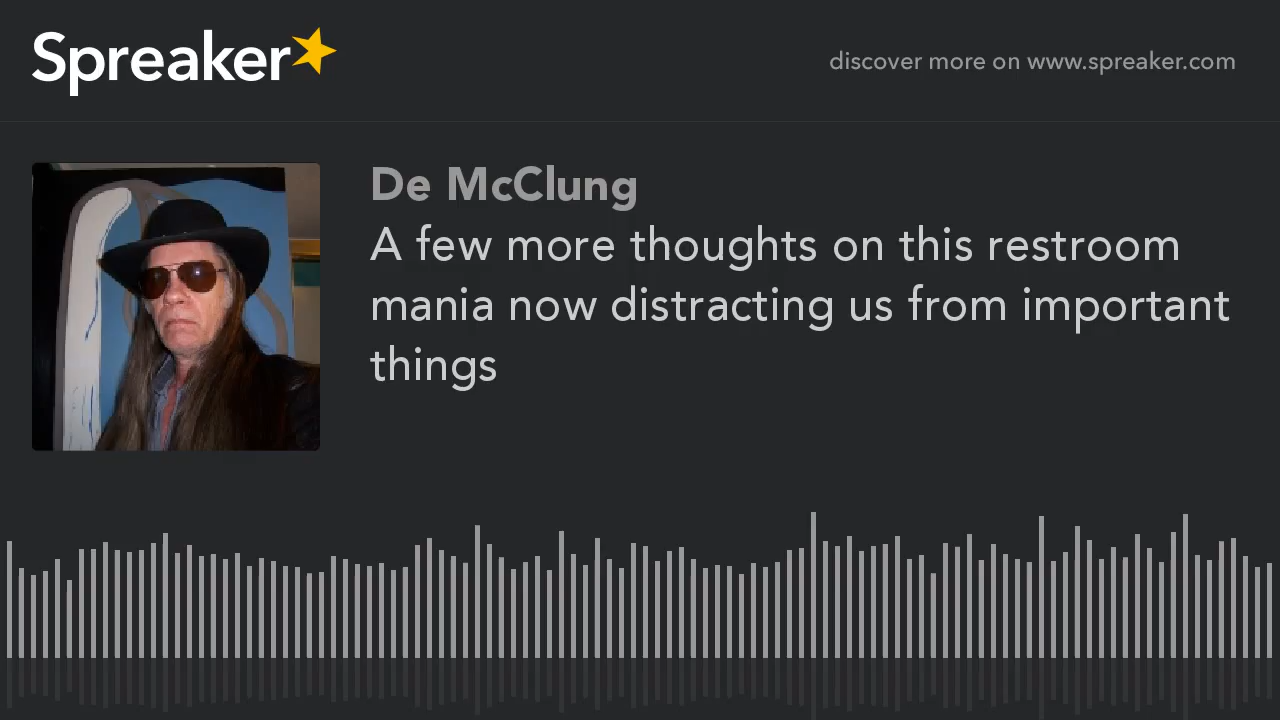 Spreaker
discover more on www.spreaker.com
De McClung
A few more thoughts on this restroom
mania now distracting us from important
things